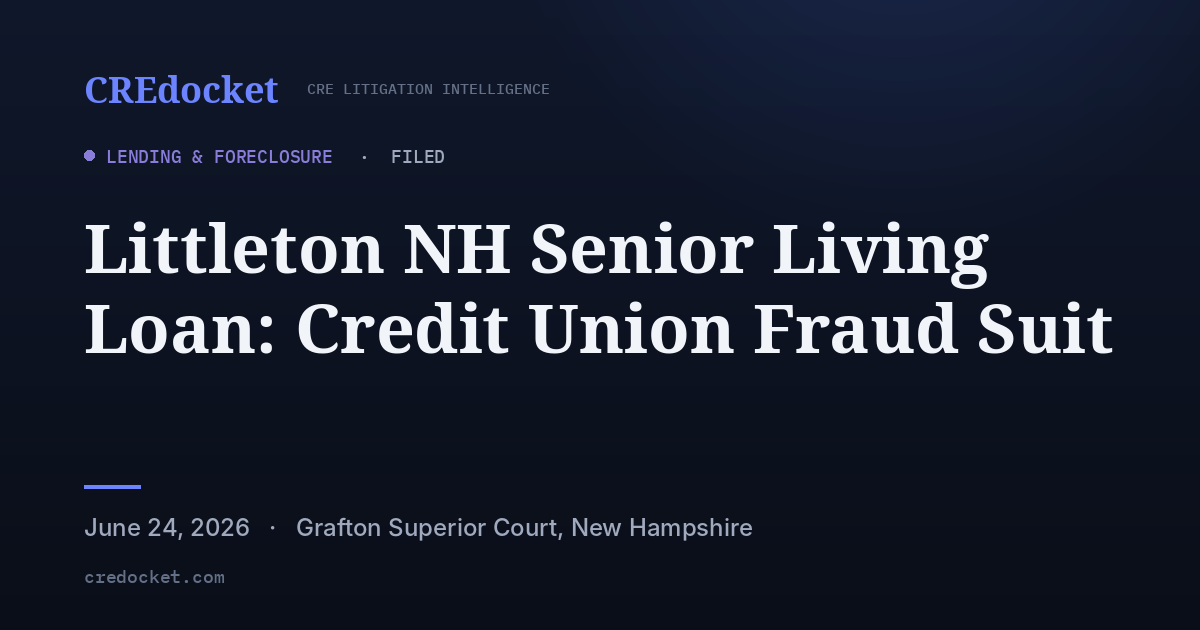 CREdocket CRE LITIGATION INTELLIGENCE
LENDING & FORECLOSURE · FILED
Littleton NH Senior Living
Loan: Credit Union Fraud Suit
June 24, 2026 · Grafton Superior Court, New Hampshire
credocket.com